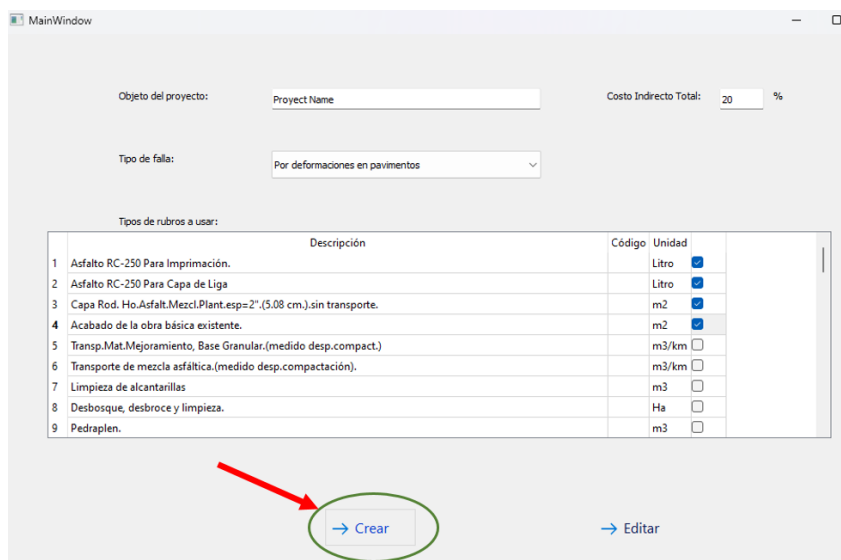 MainWindow
Objeto del proyecto: Proyect Name Costo Indirecto Total: 20 %
Tipo de falla: Por deformaciones en pavimentos
Tipos de rubros a usar:
Descripción Código Unidad
1 Asfalto RC-250 Para Imprimación. Litro
2 Asfalto RC-250 Para Capa de Liga Litro
3 Capa Rod. Ho.Asfalt.Mezcl.Plant.esp=2".(5.08 cm.).sin transporte. m2
4 Acabado de la obra básica existente. m2
5 Transp.Mat.Mejoramiento, Base Granular.(medido desp.compact.) m3/km
6 Transporte de mezcla asfáltica.(medido desp.compactación). m3/km
7 Limpieza de alcantarillas m3
8 Desbosque, desbroce y limpieza. Ha
9 Pedraplen. m3
Crear Editar